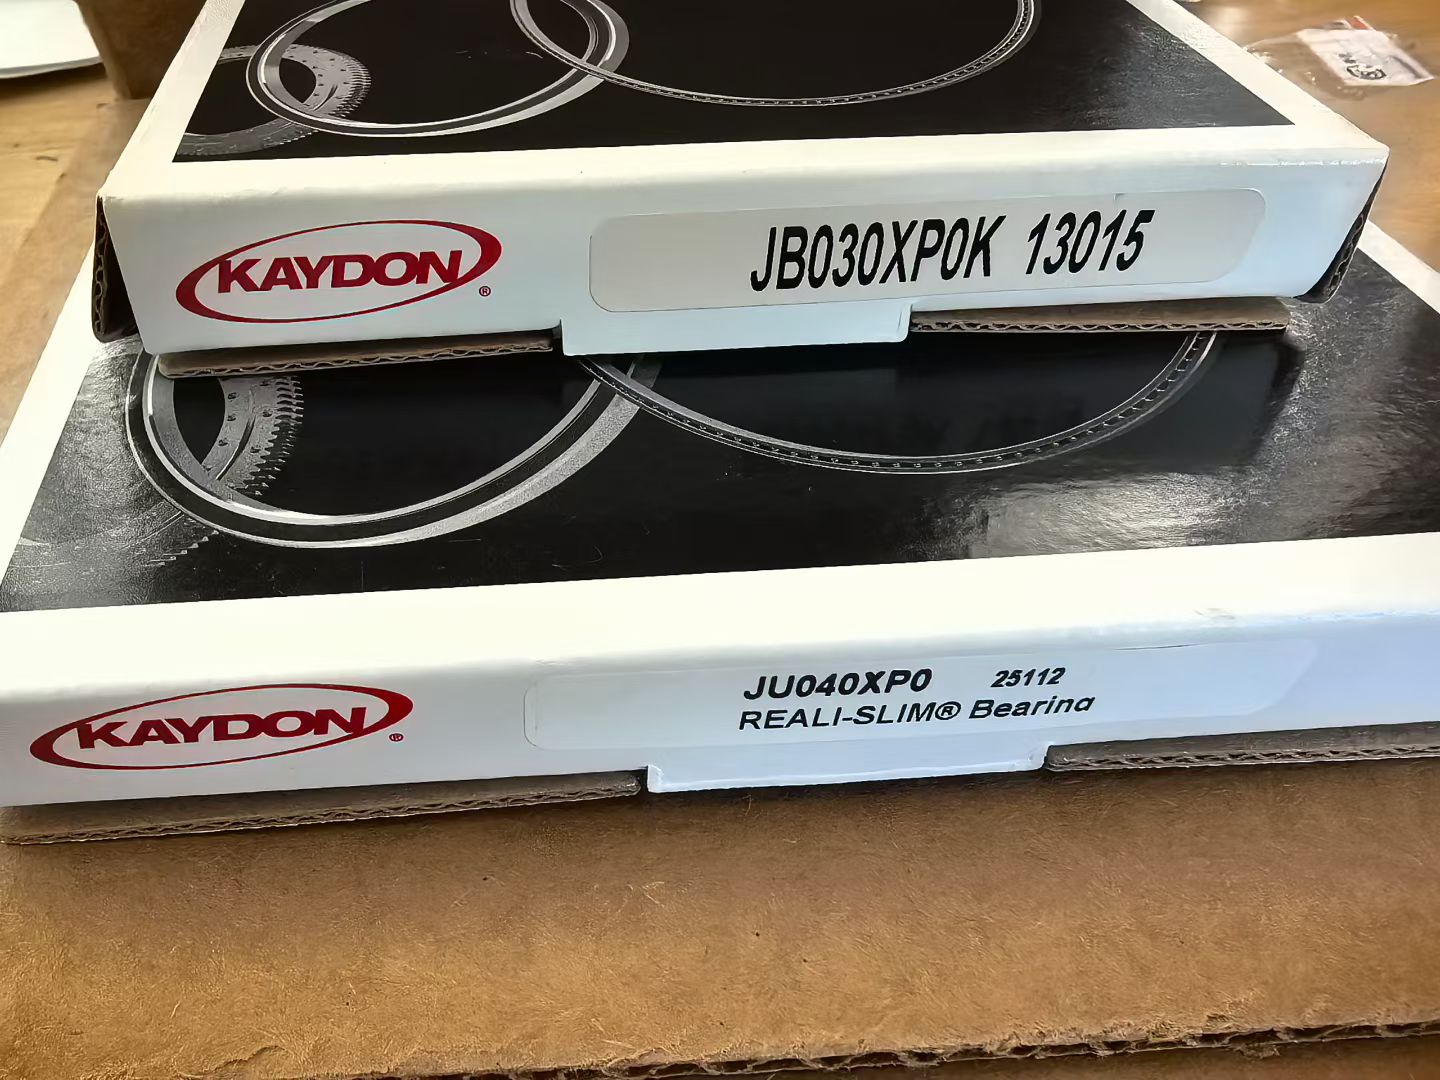 KAYDON®
JB030XP0K 13015
KAYDON®
JU040XP0 25112
REALI-SLIM® Bearing